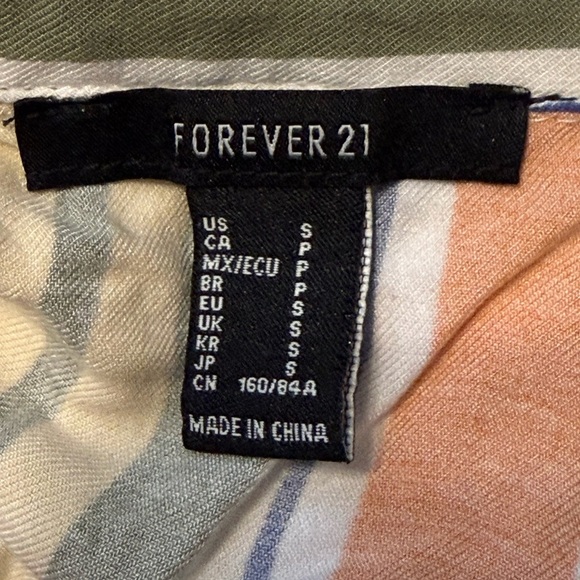 FOREVER 21
US S
CA P
MX/ECU P
BR P
EU S
UK S
KR S
JP S
CN 160/84A
MADE IN CHINA